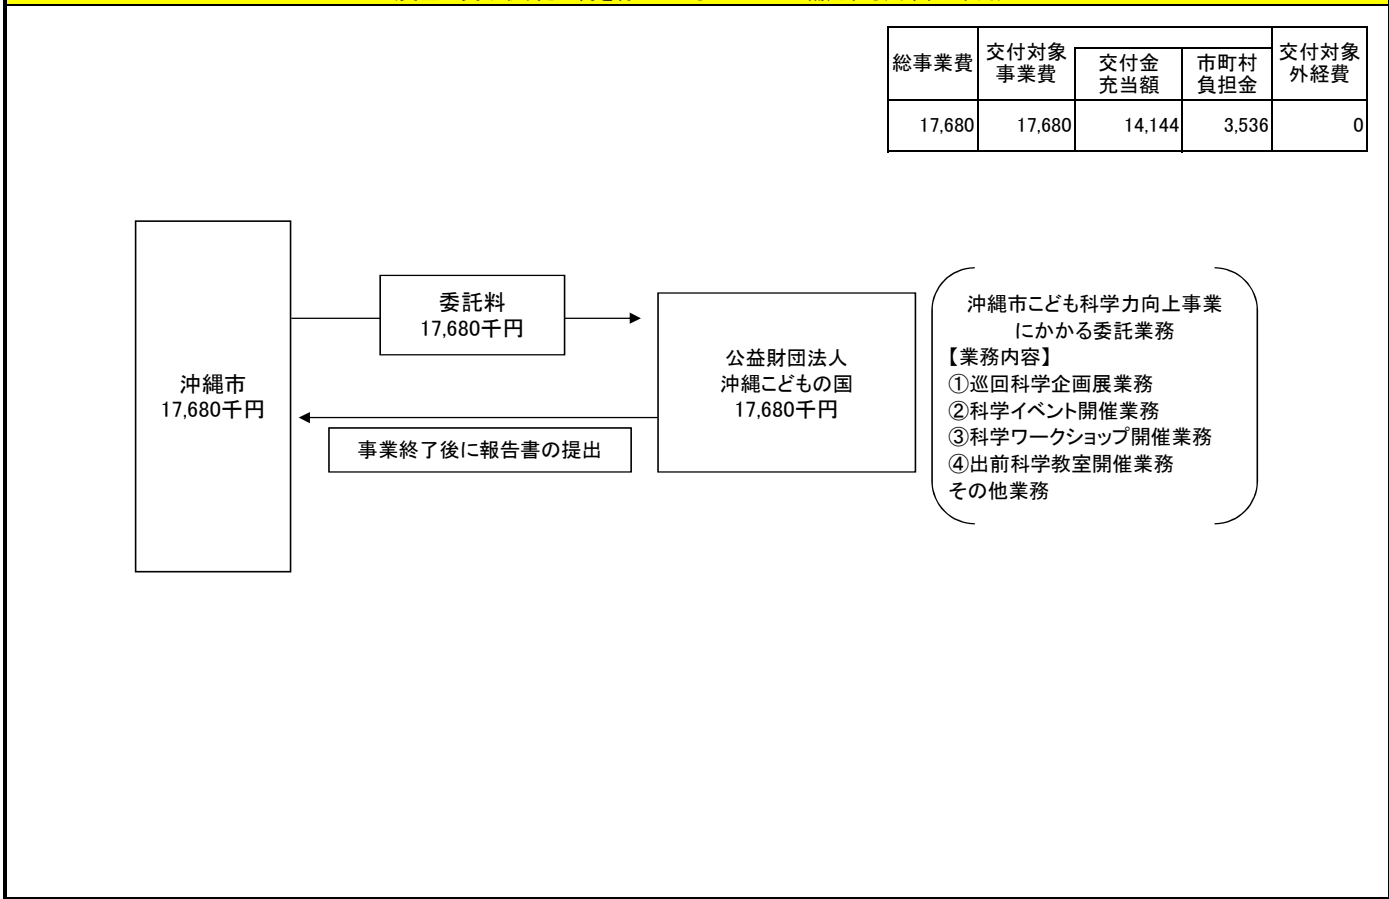 総事業費
交付対象
事業費
交付金
充当額
市町村
負担金
交付対象
外経費
17,680
17,680
14,144
3,536
0
沖縄市
17,680千円
委託料
17,680千円
事業終了後に報告書の提出
公益財団法人
沖縄こどもの国
17,680千円
沖縄市こども科学力向上事業
にかかる委託業務
【業務内容】
①巡回科学企画展業務
②科学イベント開催業務
③科学ワークショップ開催業務
④出前科学教室開催業務
その他業務